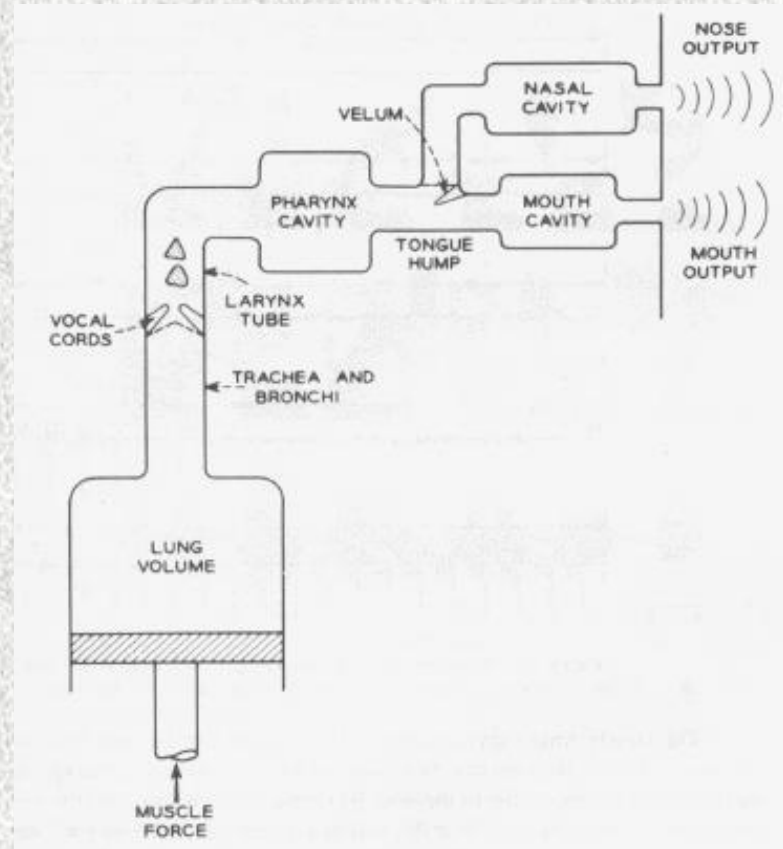 NOSE
OUTPUT
NASAL
CAVITY
VELUM
PHARYNX
CAVITY
MOUTH
CAVITY
TONGUE
HUMP
MOUTH
OUTPUT
LARYNX
TUBE
VOCAL
CORDS
TRACHEA AND
BRONCHI
LUNG
VOLUME
MUSCLE
FORCE